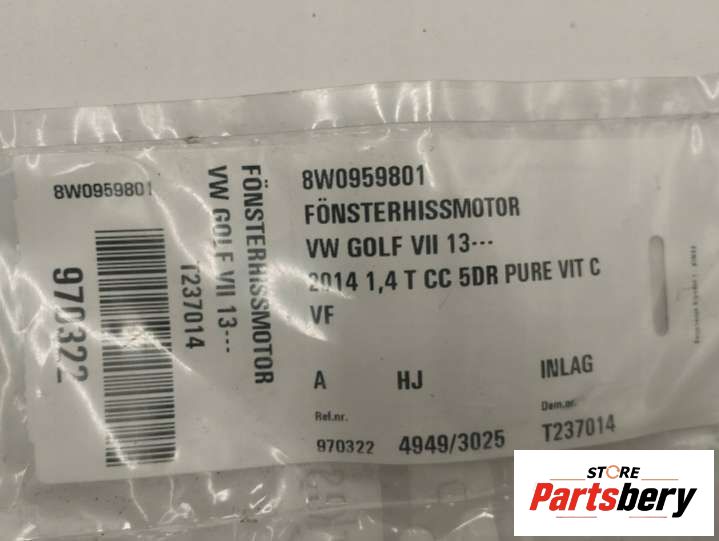 8W0959801
970322
FÖNSTERHISSMOTOR
VW GOLF VII 13---
T237014
8W0959801
FÖNSTERHISSMOTOR
VW GOLF VII 13---
2014 1,4 T CC 5DR PURE VIT C
VF
A HJ INLAG
Ref.nr. Dem.nr.
970322 4949/3025 T237014
STORE
Partsbery